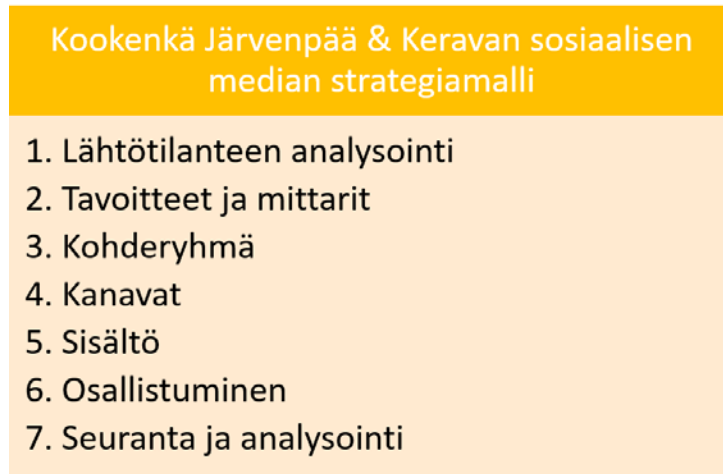 Kookenkä Järvenpää & Keravan sosiaalisen
median strategiamalli
1. Lähtötilanteen analysointi
2. Tavoitteet ja mittarit
3. Kohderyhmä
4. Kanavat
5. Sisältö
6. Osallistuminen
7. Seuranta ja analysointi